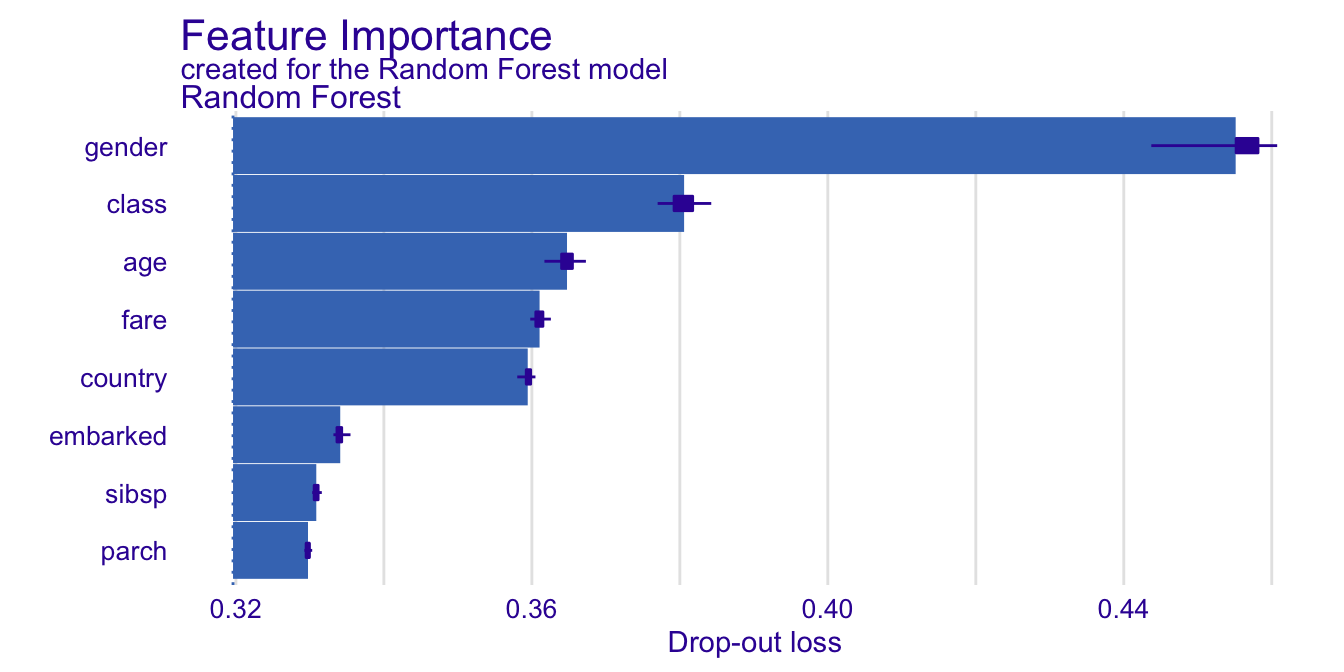 Feature Importance
created for the Random Forest model
Random Forest
gender
class
age
fare
country
embarked
sibsp
parch
0.32 0.36 0.40 0.44
Drop-out loss